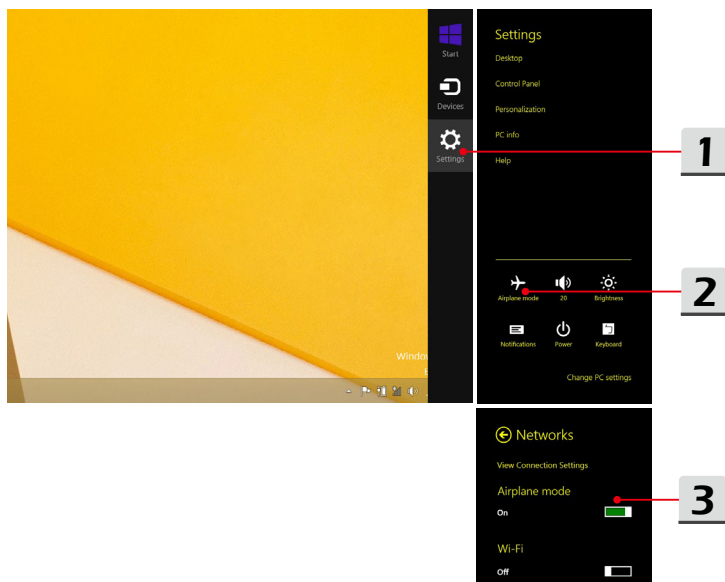 Start
Devices
Settings
Windo
Settings
Desktop
Control Panel
Personalization
PC info
Help
Airplane mode
20
Brightness
Notifications
Power
Keyboard
Change PC settings
1
2
Networks
View Connection Settings
Airplane mode
On
3
Wi-Fi
Off